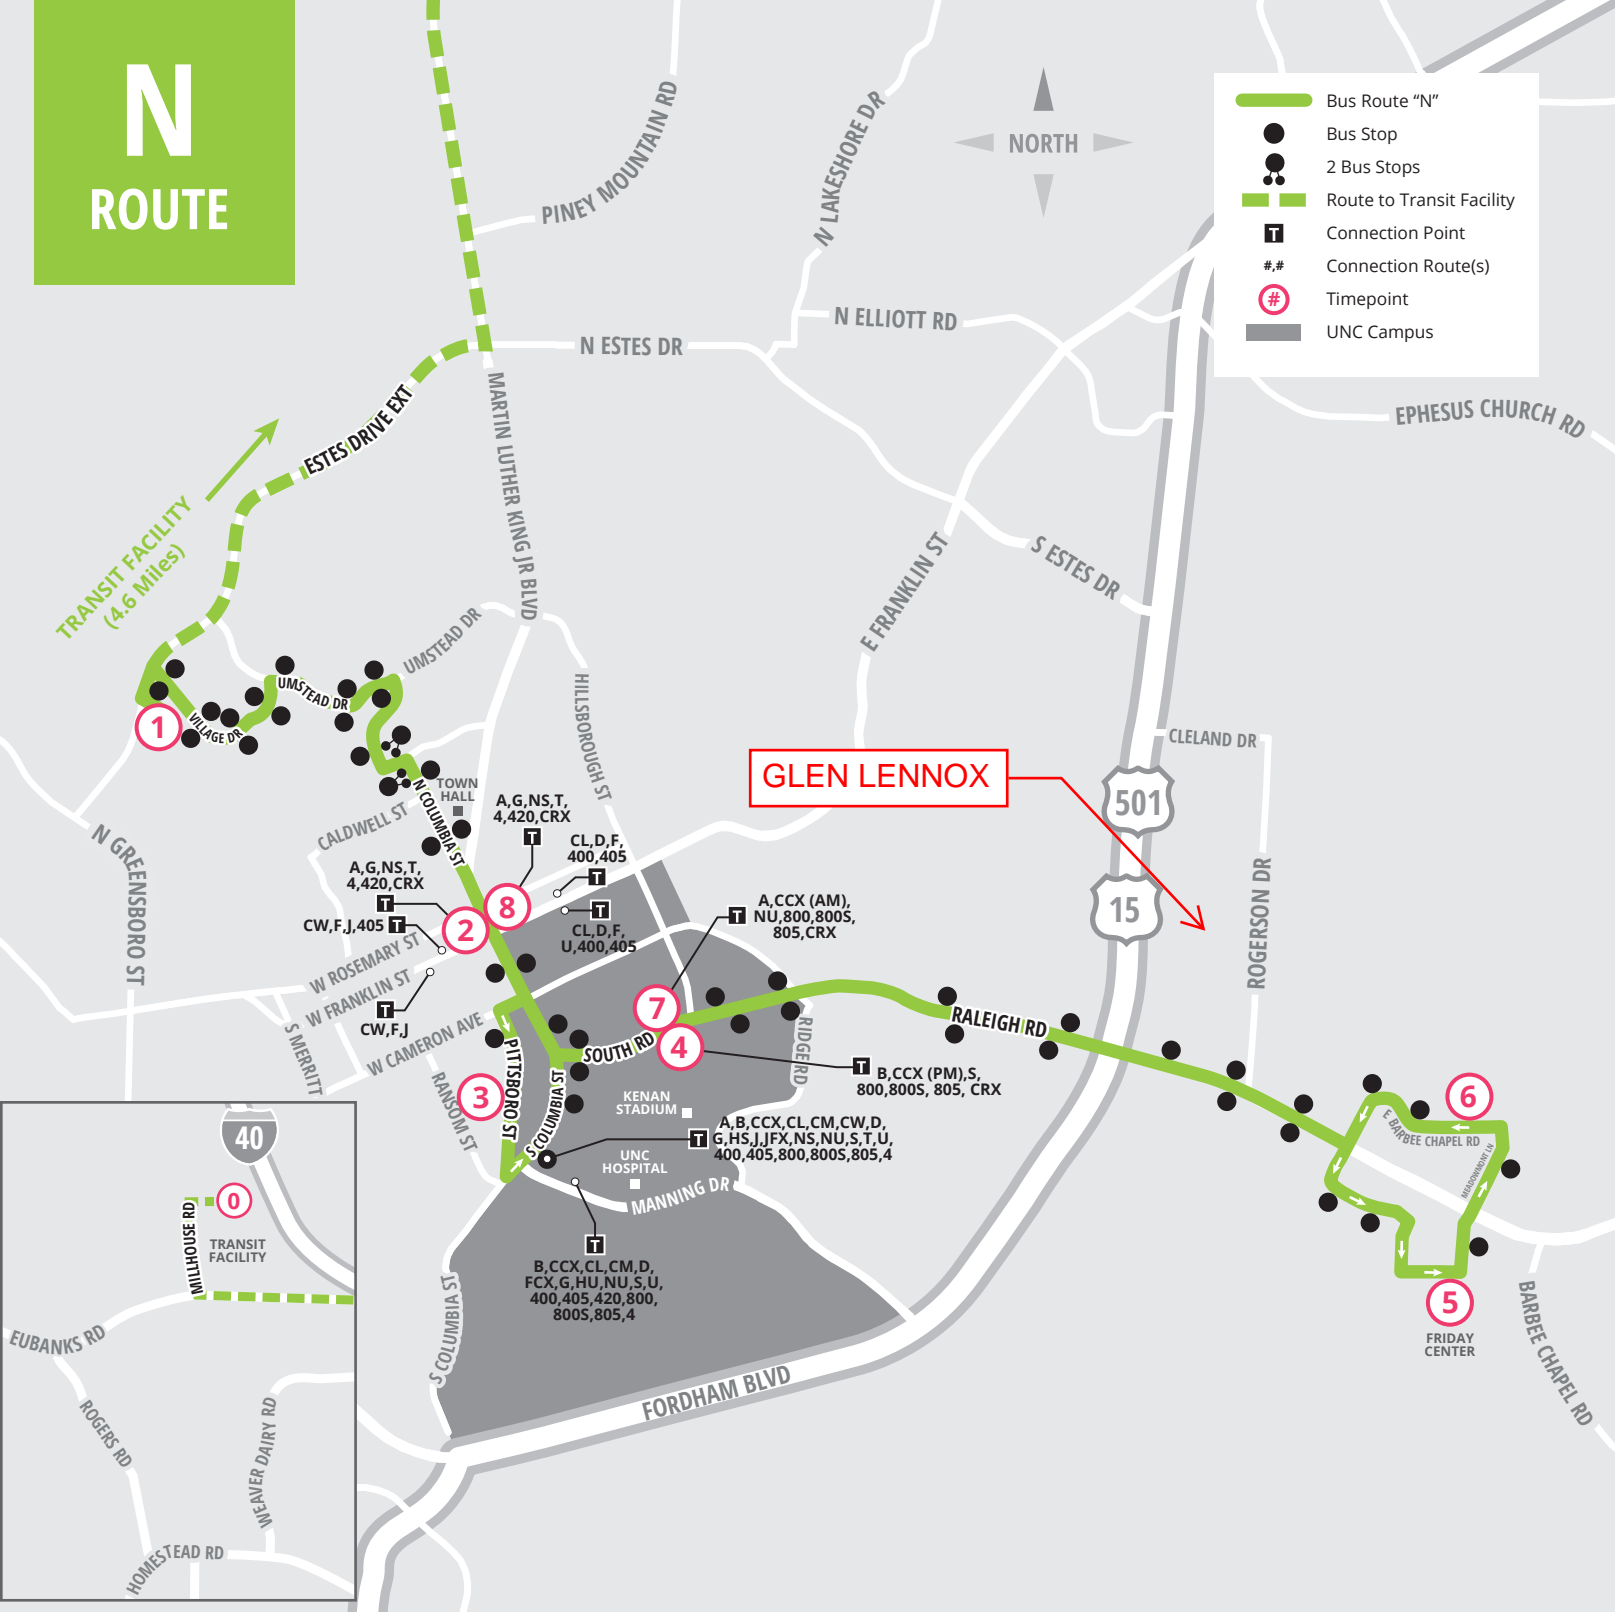 N
ROUTE
NORTH
Bus Route “N”
Bus Stop
2 Bus Stops
Route to Transit Facility
T
Connection Point
#,#
Connection Route(s)
#
Timepoint
UNC Campus
PINEY MOUNTAIN RD
N LAKESHORE DR
N ELLIOTT RD
N ESTES DR
EPHESUS CHURCH RD
MARTIN LUTHER KING JR BLVD
ESTES DRIVE EXT
TRANSIT FACILITY
(4.6 Miles)
E FRANKLIN ST
S ESTES DR
UMSTEAD DR
UMSTEAD DR
VILLAGE DR
1
HILLSBOROUGH ST
CLELAND DR
GLEN LENNOX
501
15
ROGERSON DR
N GREENSBORO ST
CALDWELL ST
TOWN
HALL
N COLUMBIA ST
A,G,NS,T,
4,420,CRX
T
CL,D,F,
400,405
T
A,G,NS,T,
4,420,CRX
T
8
2
CW,F,J,405
T
T
CL,D,F,
U,400,405
A,CCX (AM),
NU,800,800S,
805,CRX
T
W ROSEMARY ST
W FRANKLIN ST
T
CW,F,J
W CAMERON AVE
S MERRITT
RANSOM ST
PITTSBORO ST
3
S COLUMBIA ST
SOUTH RD
7
4
RIDGE RD
RALEIGH RD
T
B,CCX (PM),S,
800,800S, 805, CRX
KENAN
STADIUM
UNC
HOSPITAL
T
A,B,CCX,CL,CM,CW,D,
G,HS,J,JFX,NS,NU,S,T,U,
400,405,800,800S,805,4
MANNING DR
T
B,CCX,CL,CM,D,
FCX,G,HU,NU,S,U,
400,405,420,800,
800S,805,4
S COLUMBIA ST
FORDHAM BLVD
6
E BARBEE CHAPEL RD
MEADOWMONT LN
5
FRIDAY
CENTER
BARBEE CHAPEL RD
40
0
TRANSIT
FACILITY
MILLHOUSE RD
EUBANKS RD
ROGERS RD
WEAVER DAIRY RD
HOMESTEAD RD